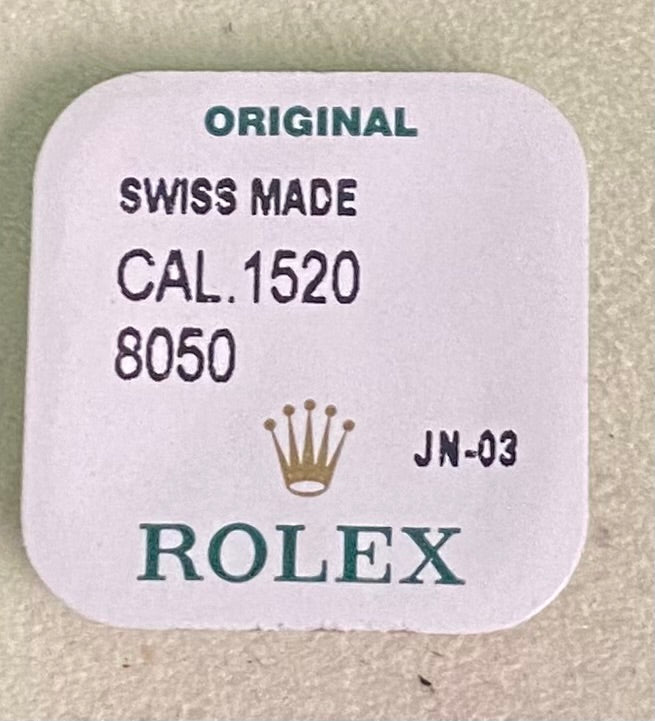 ORIGINAL
SWISS MADE
CAL.1520
8050
JN-03
ROLEX